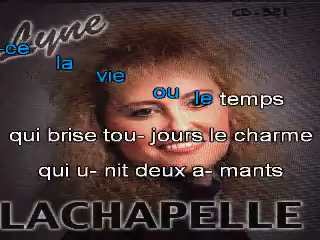 Lyne
CD-321
-ce la vie ou le temps
qui brise tou- jours le charme
qui u- nit deux a- mants
LACHAPELLE